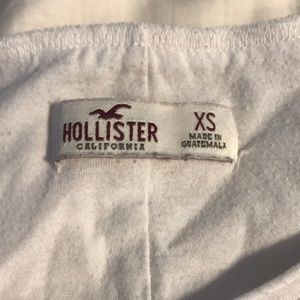 HOLLISTER
CALIFORNIA
XS
MADE IN
GUATEMALA